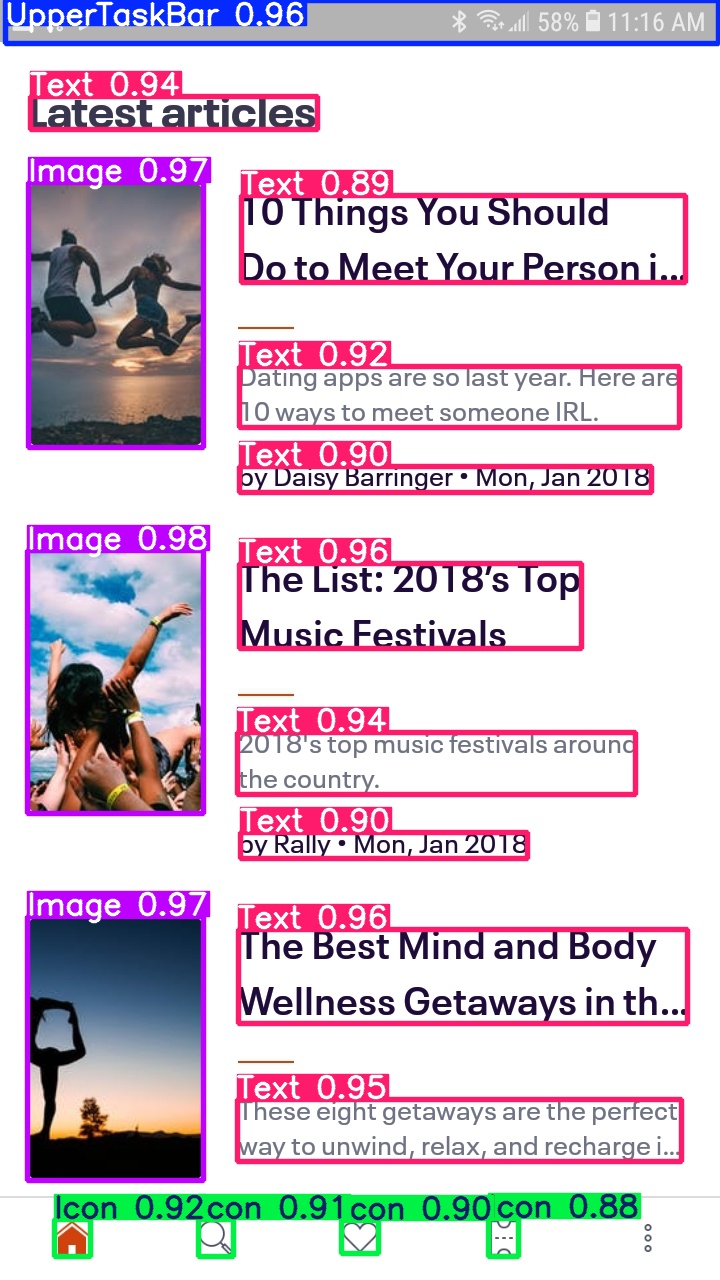 UpperTaskBar 0.96
58% 11:16 AM
Text 0.94
Latest articles
Image 0.97
Text 0.89
10 Things You Should
Do to Meet Your Person i...
Text 0.92
Dating apps are so last year. Here are
10 ways to meet someone IRL.
Text 0.90
by Daisy Barringer • Mon, Jan 2018
Image 0.98
Text 0.96
The List: 2018’s Top
Music Festivals
Text 0.94
2018's top music festivals around
the country.
Text 0.90
by Rally • Mon, Jan 2018
Image 0.97
Text 0.96
The Best Mind and Body
Wellness Getaways in th...
Text 0.95
These eight getaways are the perfect
way to unwind, relax, and recharge i...
Icon 0.92 con 0.91 con 0.90 con 0.88